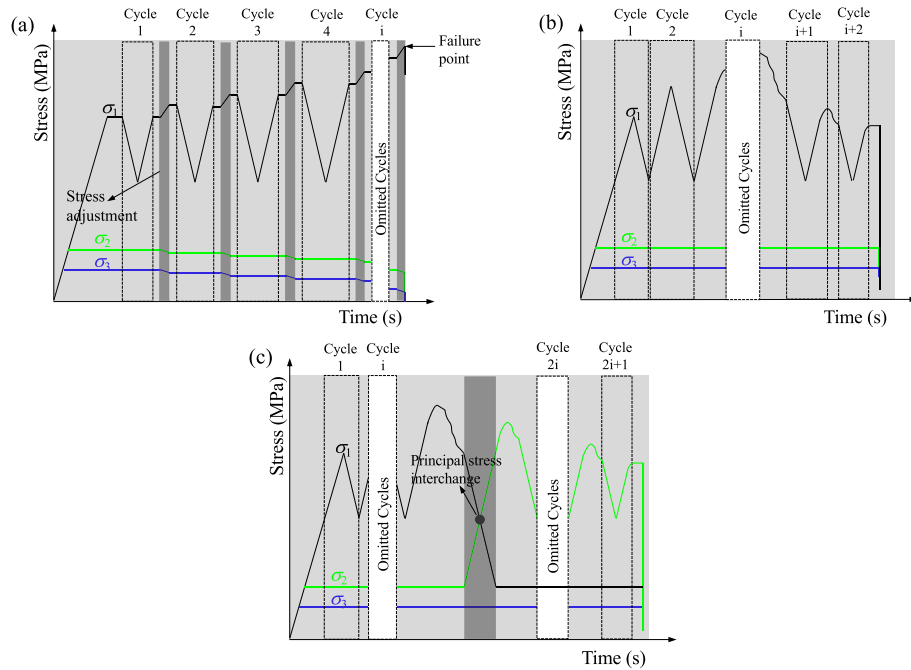 (a)
Cycle Cycle Cycle Cycle Cycle
1 2 3 4 i
Failure
point
Stress (MPa)
σ1
Stress
adjustment
σ2
σ3
Omitted Cycles
Time (s)
(b)
Cycle Cycle Cycle Cycle Cycle
1 2 i i+1 i+2
Stress (MPa)
σ1
Omitted Cycles
σ2
σ3
Time (s)
(c)
Cycle Cycle Cycle Cycle
1 i 2i 2i+1
Stress (MPa)
σ1
Principal stress
interchange
Omitted Cycles
Omitted Cycles
σ2
σ3
Time (s)